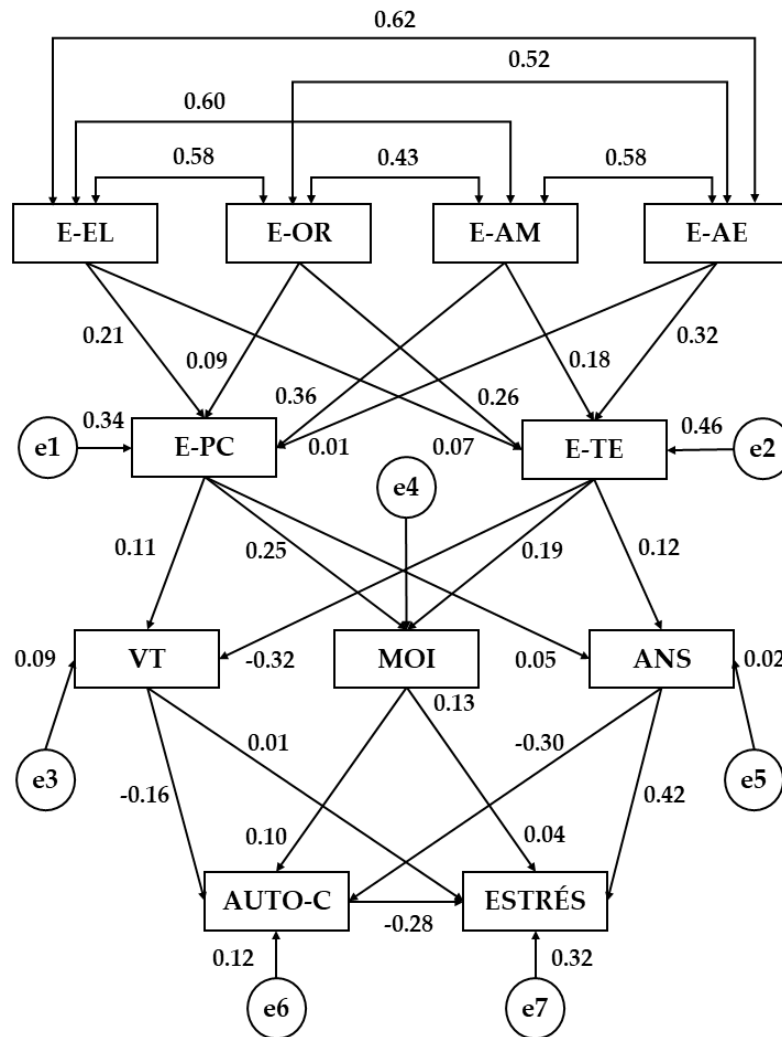 0.62
0.52
0.60
0.58 0.43 0.58
E-EL E-OR E-AM E-AE
0.21 0.09 0.36 0.26 0.18 0.32
e1 0.34 E-PC 0.01 0.07 E-TE 0.46 e2
e4
0.11 0.25 0.19 0.12
0.09 VT -0.32 MOI 0.05 ANS 0.02
0.13
e3 -0.16 0.01 -0.30 0.42 e5
0.10 0.04
AUTO-C -0.28 ESTRÉS
0.12 0.32
e6 e7